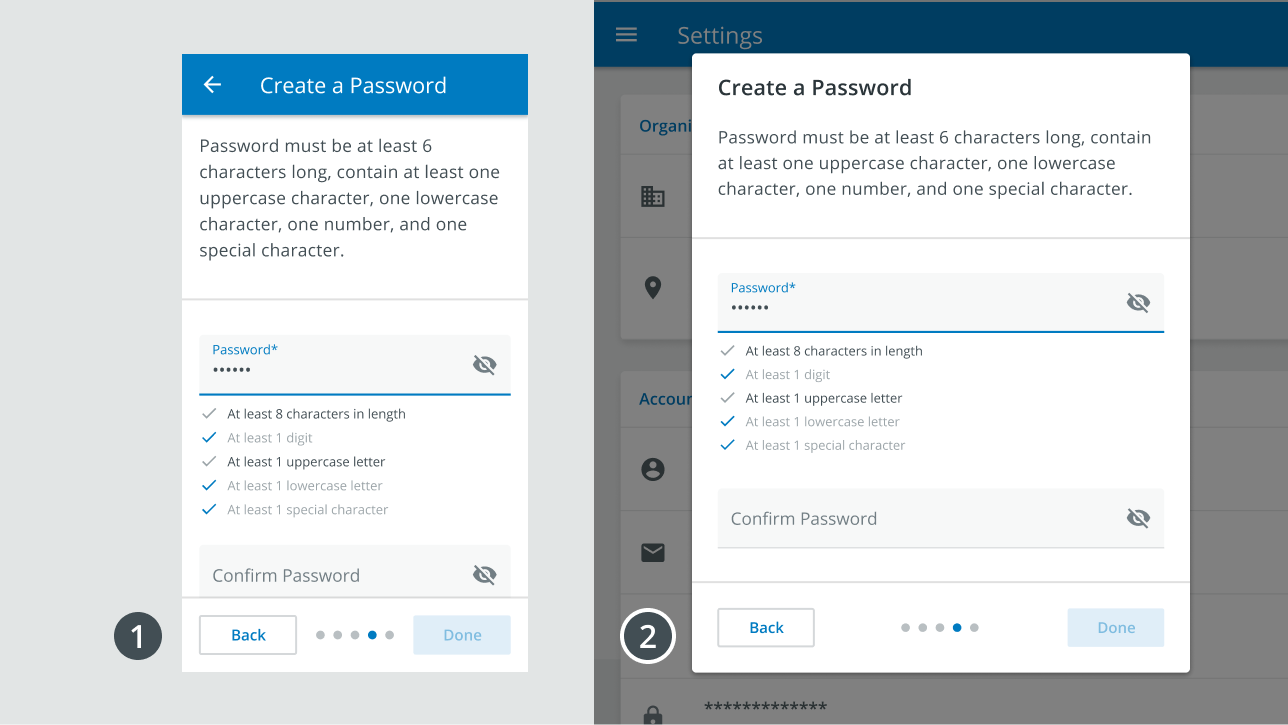 Create a Password
Password must be at least 6
characters long, contain at least one
uppercase character, one lowercase
character, one number, and one
special character.
Password*
••••••
At least 8 characters in length
At least 1 digit
At least 1 uppercase letter
At least 1 lowercase letter
At least 1 special character
Confirm Password
Back
Done
1
Settings
Organi
Accoun
*************
Create a Password
Password must be at least 6 characters long, contain
at least one uppercase character, one lowercase
character, one number, and one special character.
Password*
••••••
At least 8 characters in length
At least 1 digit
At least 1 uppercase letter
At least 1 lowercase letter
At least 1 special character
Confirm Password
Back
Done
2